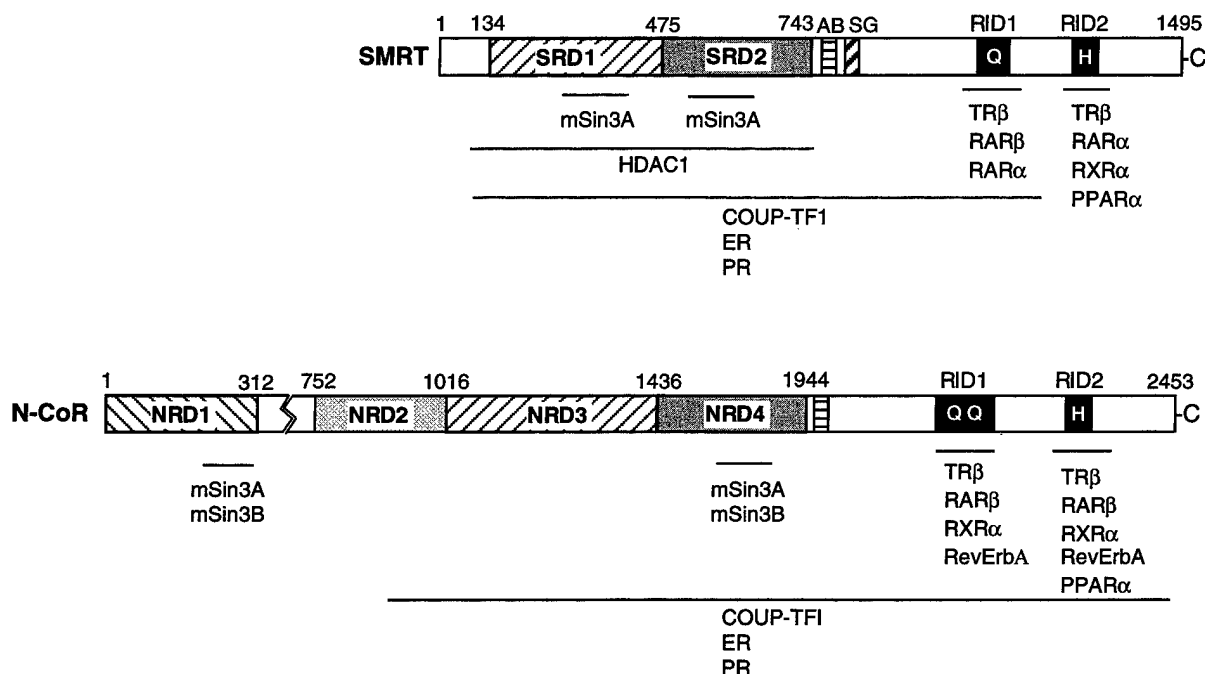 1 134 475 743 AB SG RID1 RID2 1495
SMRT SRD1 SRD2 Q H -C
mSin3A mSin3A
HDAC1
TRβ
RARβ
RARα
TRβ
RARα
RXRα
PPARα
COUP-TF1
ER
PR
1 312 752 1016 1436 1944 RID1 RID2 2453
N-CoR NRD1 NRD2 NRD3 NRD4 Q Q H -C
mSin3A
mSin3B
mSin3A
mSin3B
TRβ
RARβ
RXRα
RevErbA
TRβ
RARβ
RXRα
RevErbA
PPARα
COUP-TFI
ER
PR